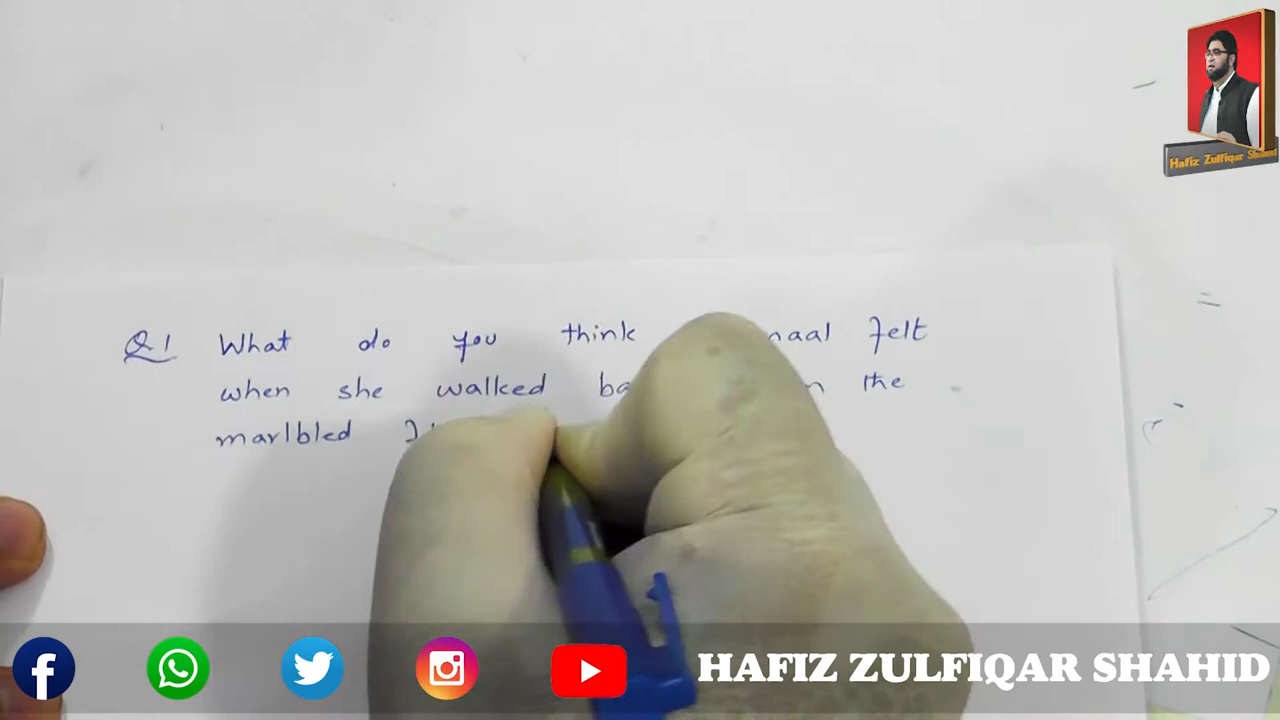 Hafiz Zulfiqar Shahid
Q1 What do you think naal felt
when she walked ba n the
marlbled
HAFIZ ZULFIQAR SHAHID